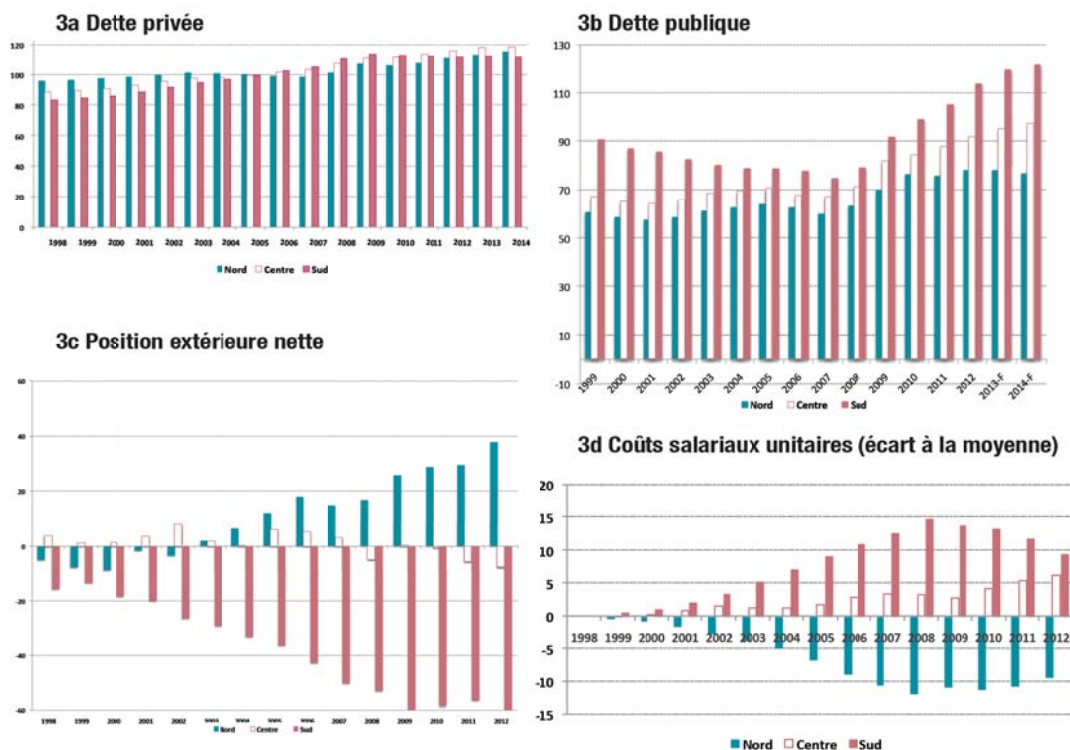 3a Dette privée
120
100
80
60
40
20
0
1998 1999 2000 2001 2002 2003 2004 2005 2006 2007 2008 2009 2010 2011 2012 2013 2014
Nord Centre Sud
3b Dette publique
130
110
90
70
50
30
10
-10
1999 2000 2001 2002 2003 2004 2005 2006 2007 2008 2009 2010 2011 2012 2013-F 2014-F
Nord Centre Sud
3c Position extérieure nette
60
40
20
0
-20
-40
-60
1998 1999 2000 2001 2002 2007 2008 2009 2010 2011 2012
Nord Centre Sud
3d Coûts salariaux unitaires (écart à la moyenne)
20
15
10
5
0
1998 1999 2000 2001 2002 2003 2004 2005 2006 2007 2008 2009 2010 2011 2012
-5
-10
-15
Nord Centre Sud